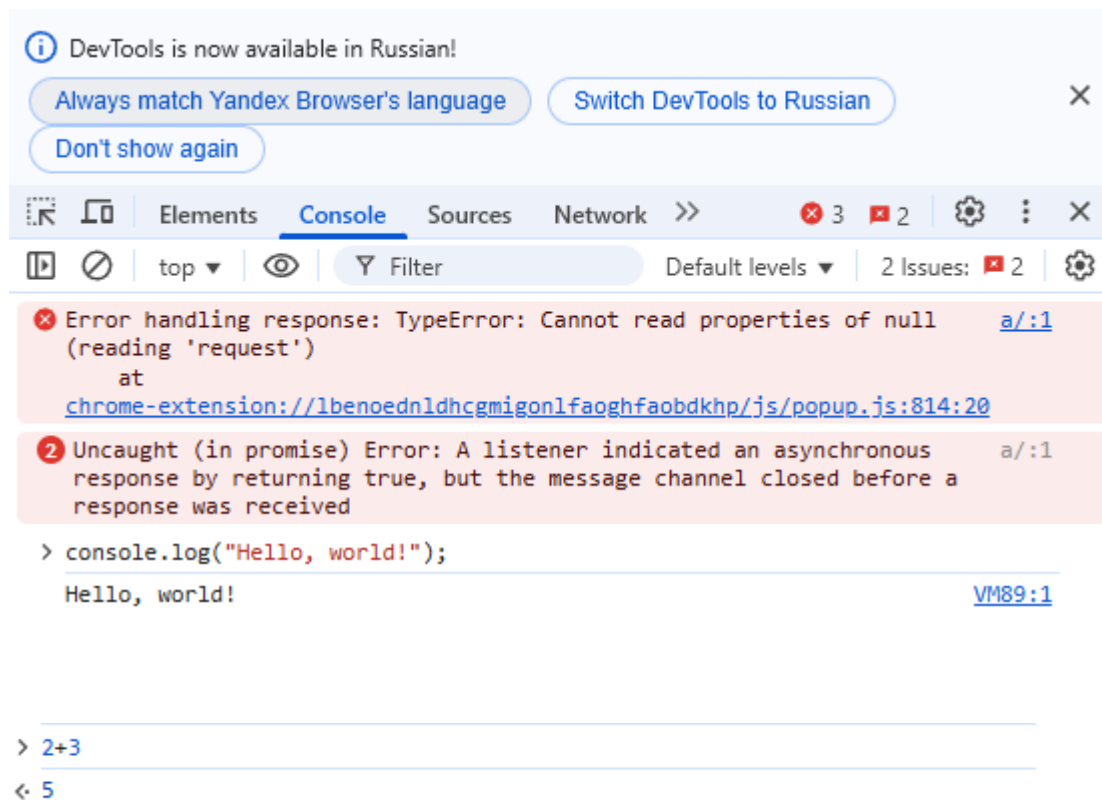 DevTools is now available in Russian!
Always match Yandex Browser's language
Switch DevTools to Russian
Don't show again
Elements Console Sources Network 3 2
top Filter Default levels 2 Issues: 2
Error handling response: TypeError: Cannot read properties of null a/:1
(reading 'request')
at
chrome-extension://lbenoednldhcgmigonlfaoghfaobdkhp/js/popup.js:814:20
2 Uncaught (in promise) Error: A listener indicated an asynchronous a/:1
response by returning true, but the message channel closed before a
response was received
> console.log("Hello, world!");
Hello, world! VM89:1
> 2+3
5